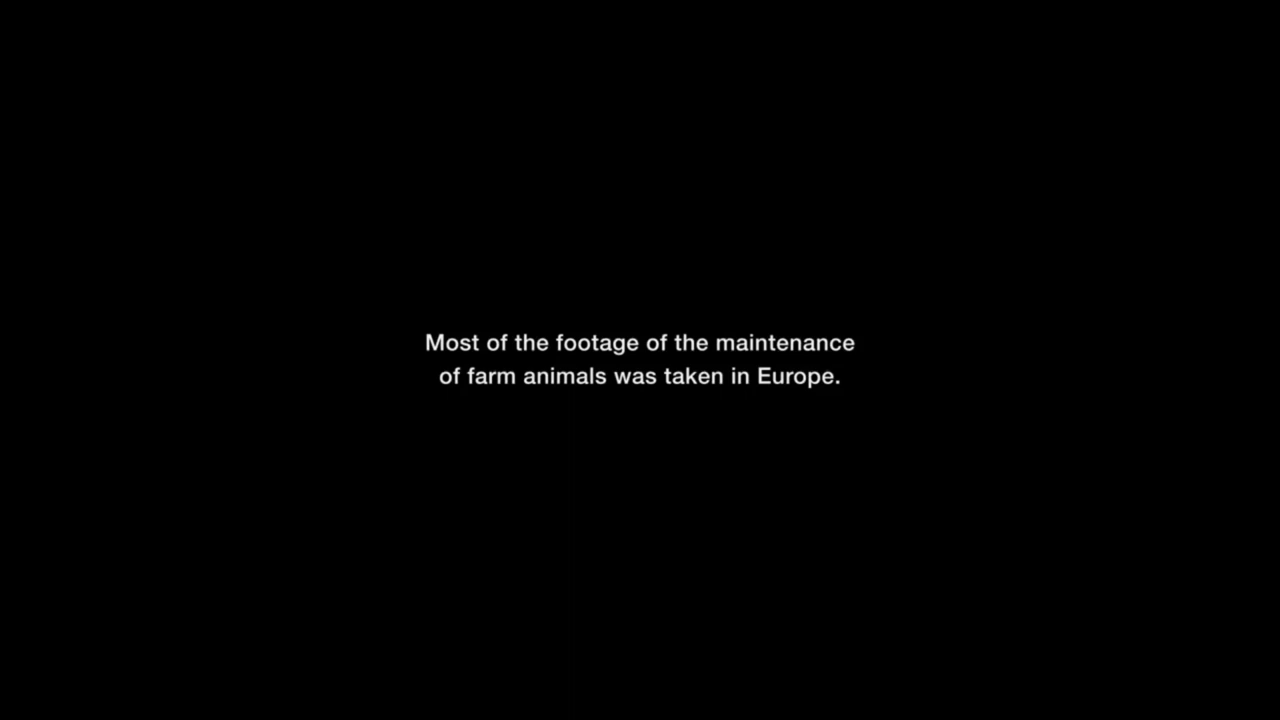 Most of the footage of the maintenance
of farm animals was taken in Europe.